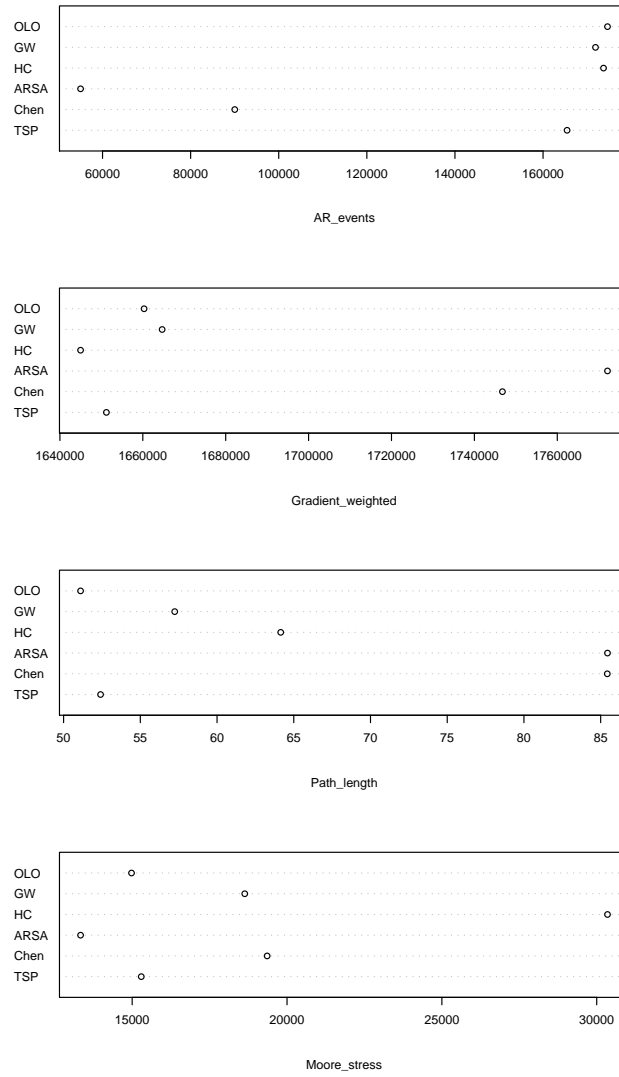 OLO
GW
HC
ARSA
Chen
TSP
60000 80000 100000 120000 140000 160000
AR_events
OLO
GW
HC
ARSA
Chen
TSP
1640000 1660000 1680000 1700000 1720000 1740000 1760000
Gradient_weighted
OLO
GW
HC
ARSA
Chen
TSP
50 55 60 65 70 75 80 85
Path_length
OLO
GW
HC
ARSA
Chen
TSP
15000 20000 25000 30000
Moore_stress